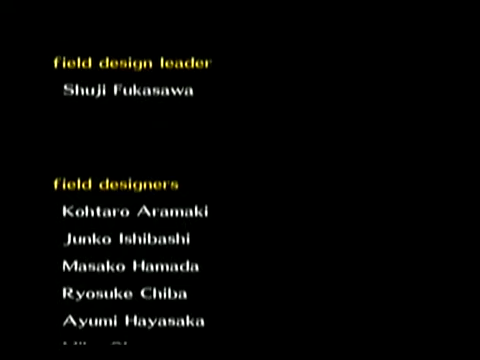 field design leader
Shuji Fukasawa
field designers
Kohtaro Aramaki
Junko Ishibashi
Masako Hamada
Ryosuke Chiba
Ayumi Hayasaka